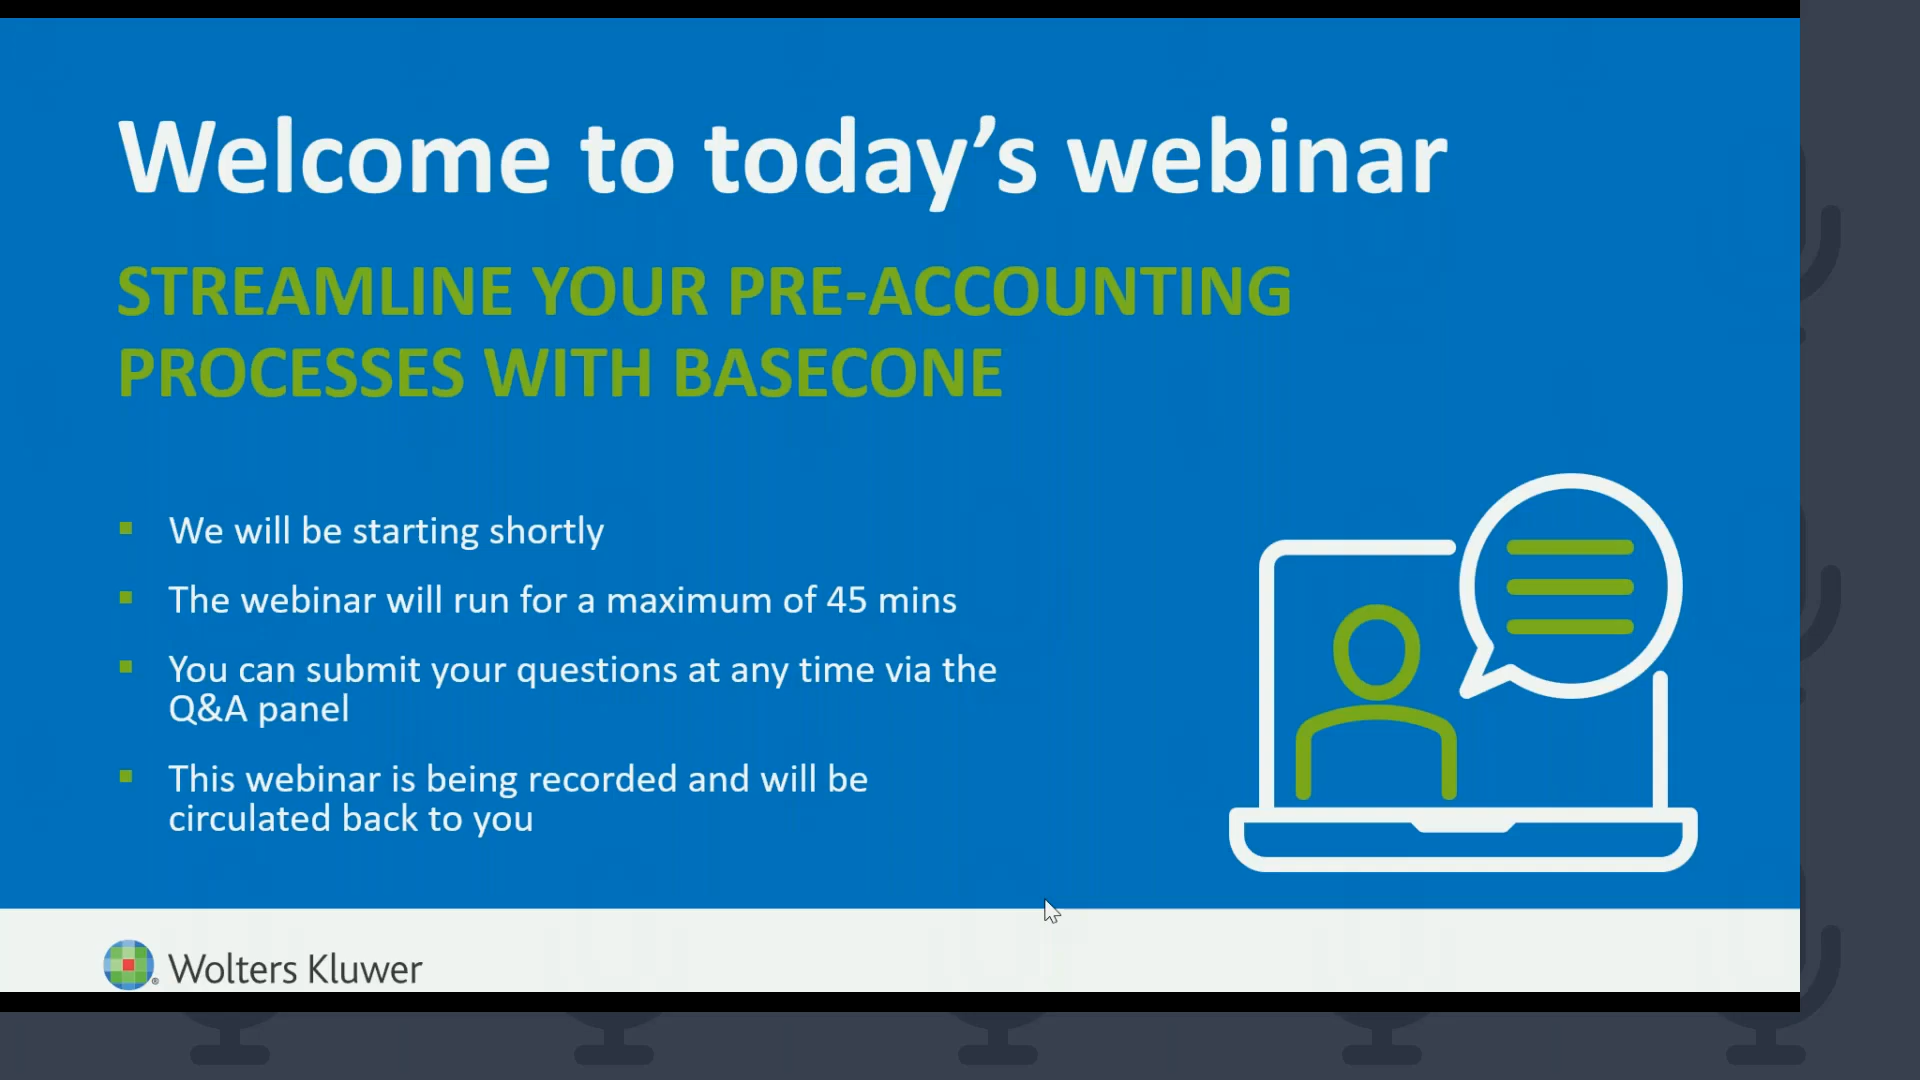 Welcome to today’s webinar
STREAMLINE YOUR PRE-ACCOUNTING
PROCESSES WITH BASECONE
We will be starting shortly
The webinar will run for a maximum of 45 mins
You can submit your questions at any time via the
Q&A panel
This webinar is being recorded and will be
circulated back to you
Wolters Kluwer